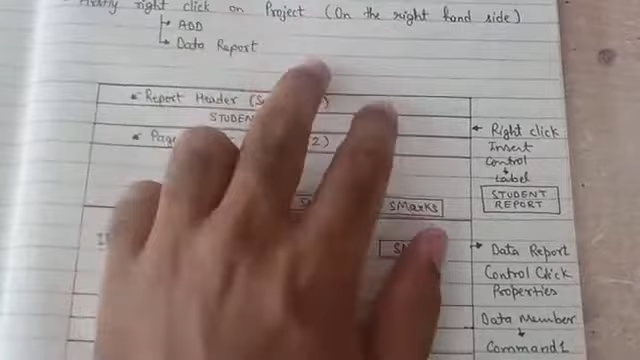 right click on Project (On the right hand side)
ADD
Data Report
Report Header
STUDEN
Page 2)
SMarks
Right click
Insert
Control
Label
STUDENT
REPORT
Data Report
Control Click
Properties
Data Member
Command1